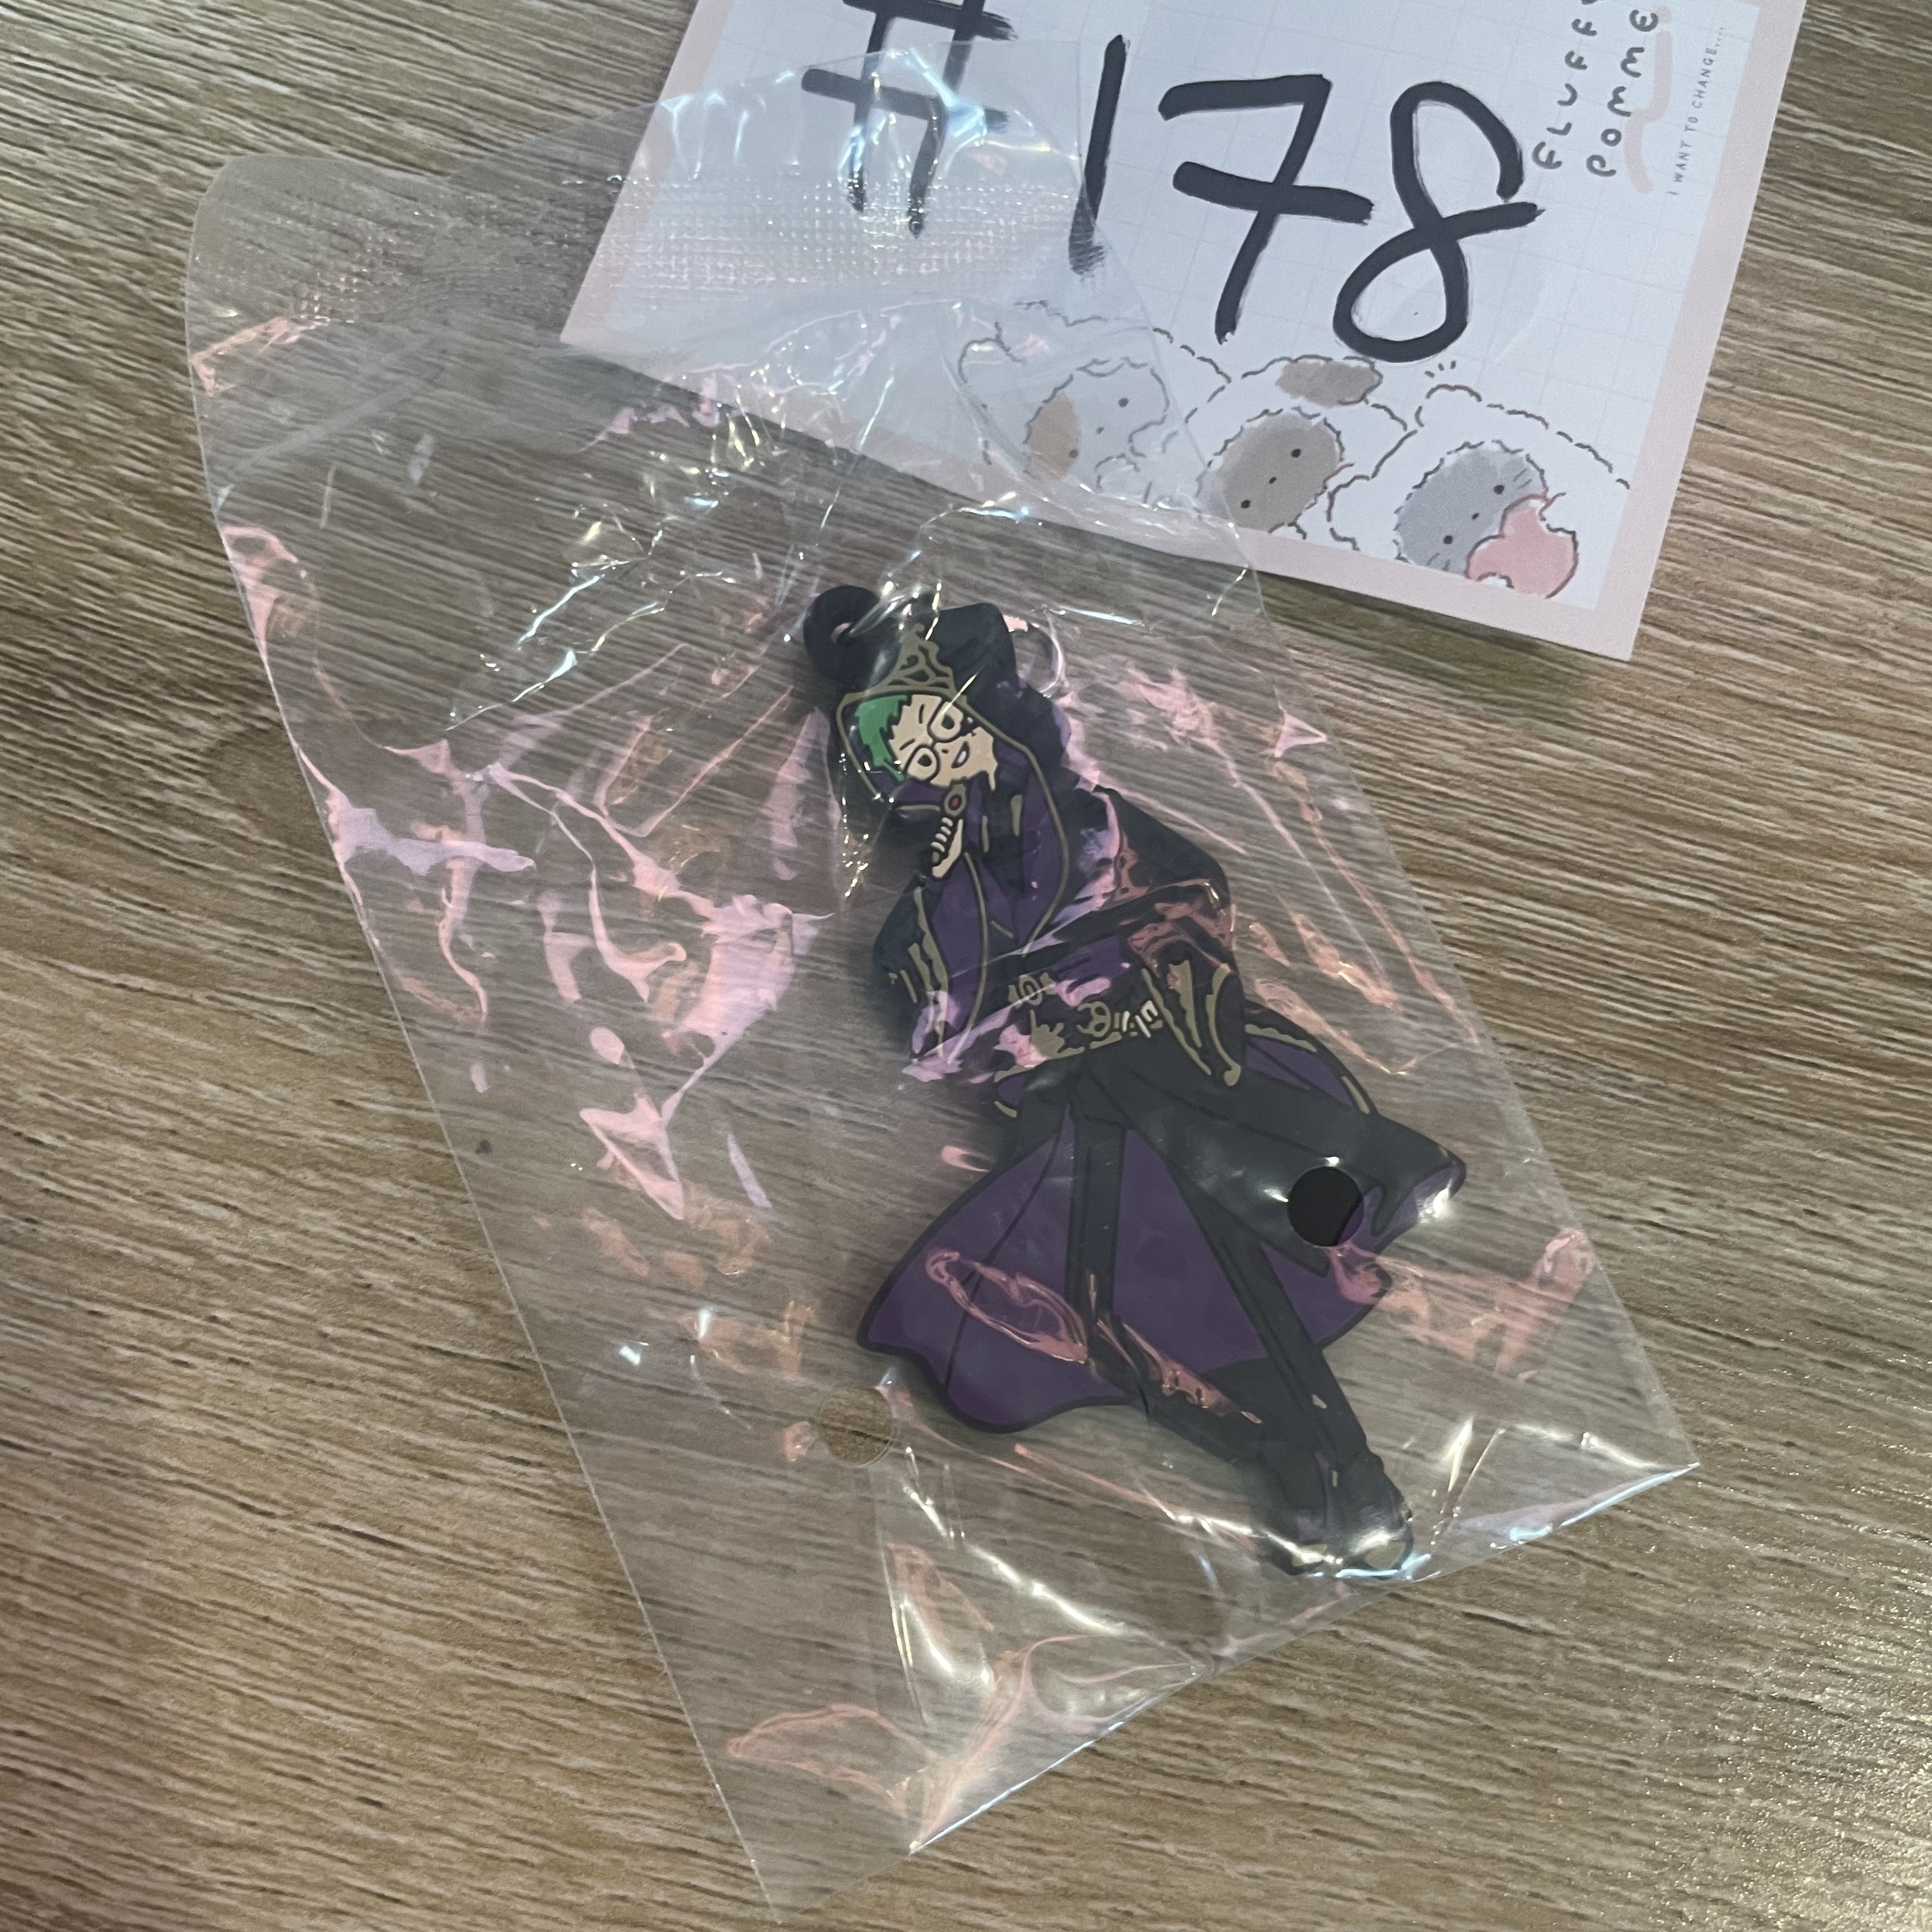 #178
FLUFFY
POMME
I WANT TO CHANGE....